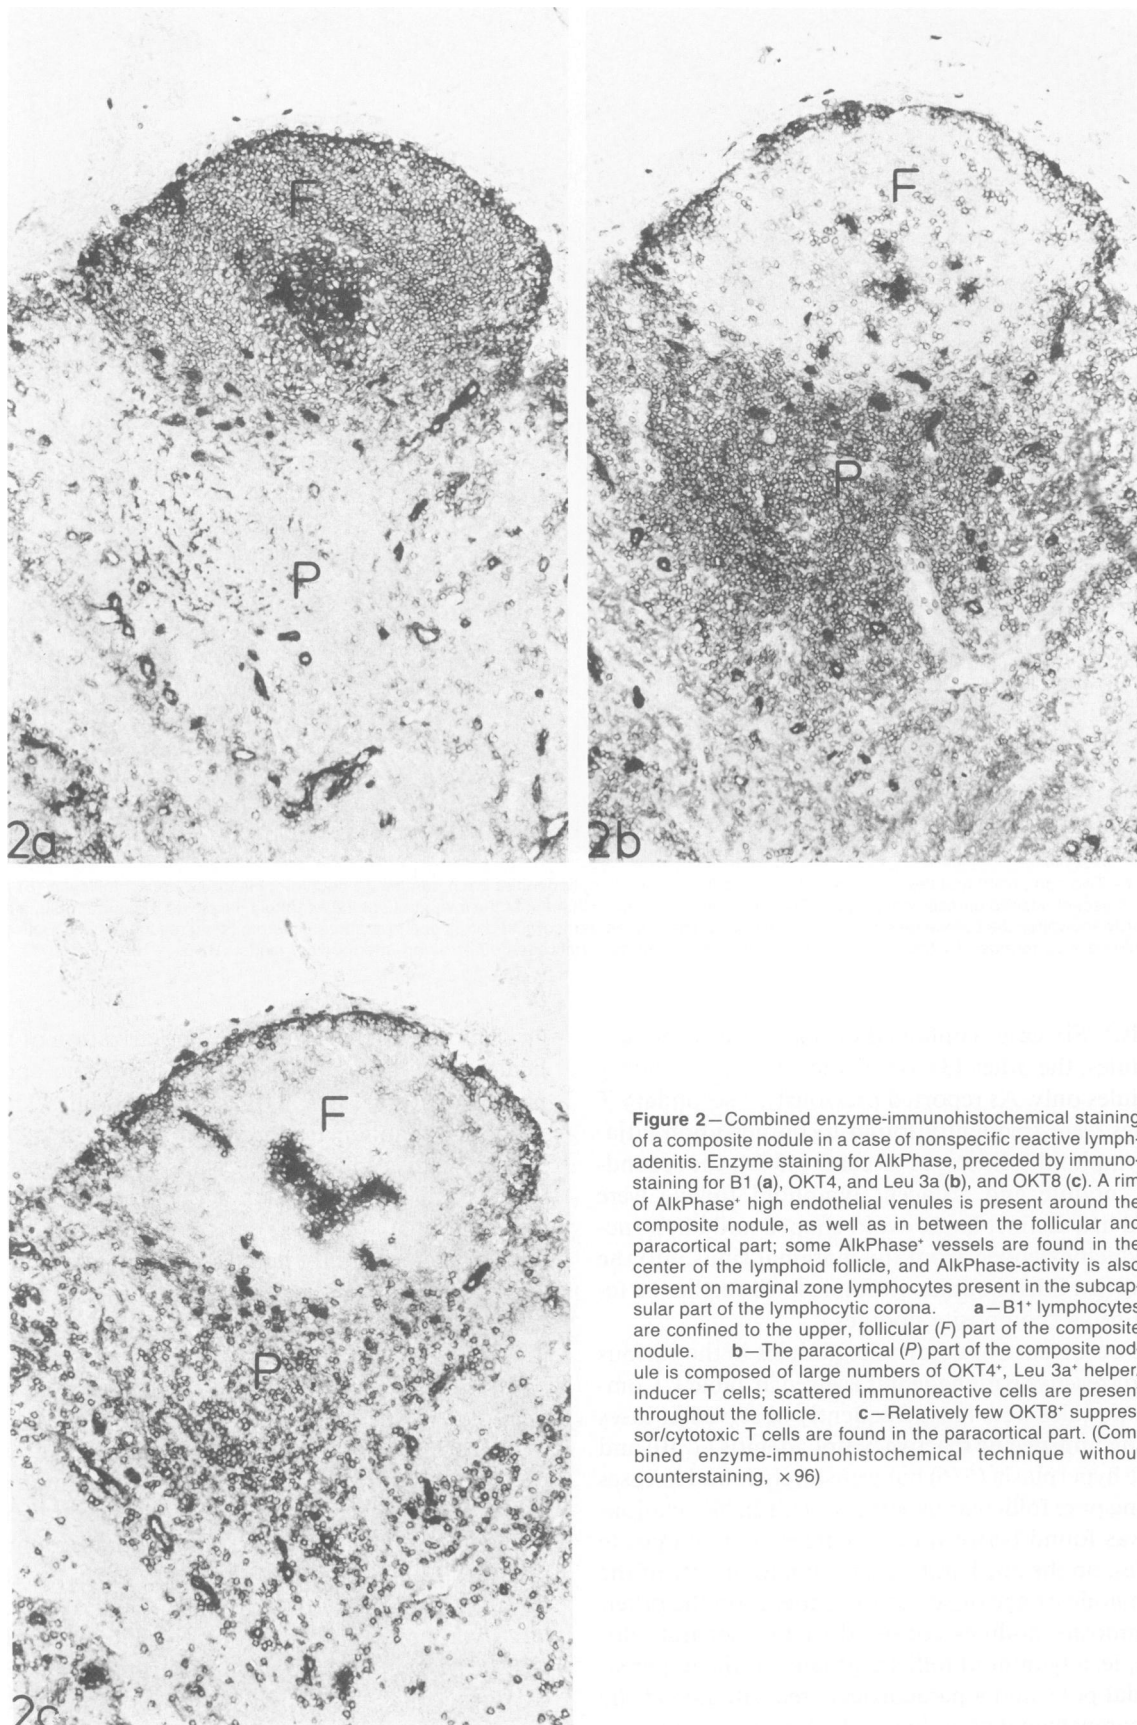 F
P
2a
F
P
2b
F
P
2c
Figure 2—Combined enzyme-immunohistochemical staining
of a composite nodule in a case of nonspecific reactive lymph-
adenitis. Enzyme staining for AlkPhase, preceded by immuno-
staining for B1 (a), OKT4, and Leu 3a (b), and OKT8 (c). A rim
of AlkPhase⁺ high endothelial venules is present around the
composite nodule, as well as in between the follicular and
paracortical part; some AlkPhase⁺ vessels are found in the
center of the lymphoid follicle, and AlkPhase-activity is also
present on marginal zone lymphocytes present in the subcap-
sular part of the lymphocytic corona. a—B1⁺ lymphocytes
are confined to the upper, follicular (F) part of the composite
nodule. b—The paracortical (P) part of the composite nod-
ule is composed of large numbers of OKT4⁺, Leu 3a⁺ helper/
inducer T cells; scattered immunoreactive cells are presen
throughout the follicle. c—Relatively few OKT8⁺ suppres-
sor/cytotoxic T cells are found in the paracortical part. (Com-
bined enzyme-immunohistochemical technique withou
counterstaining, ×96)